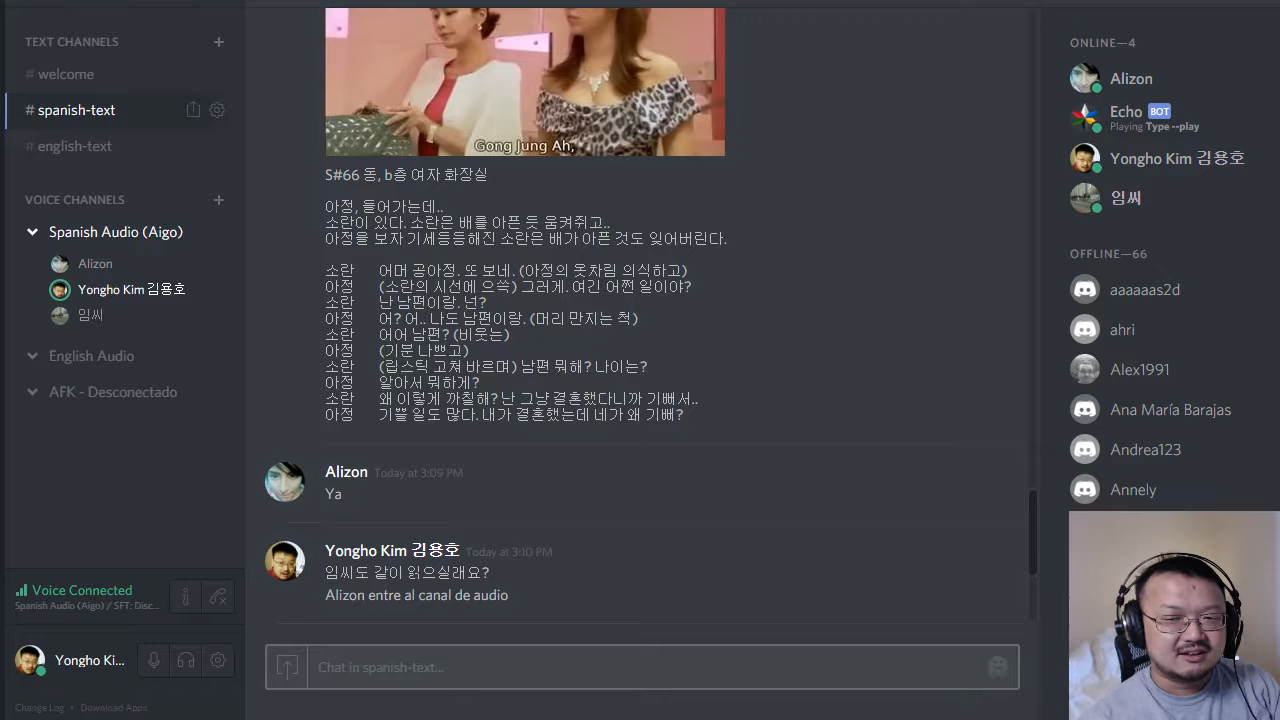 TEXT CHANNELS
# welcome
# spanish-text
# english-text
VOICE CHANNELS
Spanish Audio (Aigo)
Alizon
Yongho Kim 김용호
임씨
English Audio
AFK - Desconectado
Voice Connected
Spanish Audio (Aigo) / SFT: Disc...
Yongho Ki...
Change Log • Download Apps
Gong Jung Ah,
S#66 동, b층 여자 화장실
아정, 들어가는데..
소란이 있다. 소란은 배를 아픈 듯 움켜쥐고..
아정을 보자 기세등등해진 소란은 배가 아픈 것도 잊어버린다.
소란 어머 공아정. 또 보네. (아정의 옷차림 의식하고)
아정 (소란의 시선에 으쓱) 그러게. 여긴 어쩐 일이야?
소란 난 남편이랑. 넌?
아정 어? 어.. 나도 남편이랑. (머리 만지는 척)
소란 어어 남편? (비웃는)
아정 (기분 나쁘고)
소란 (립스틱 고쳐 바르며) 남편 뭐해? 나이는?
아정 알아서 뭐하게?
소란 왜 이렇게 까칠해? 난 그냥 결혼했다니까 기뻐서..
아정 기쁠 일도 많다. 내가 결혼했는데 네가 왜 기뻐?
Alizon Today at 3:09 PM
Ya
Yongho Kim 김용호 Today at 3:10 PM
임씨도 같이 읽으실래요?
Alizon entre al canal de audio
Chat in spanish-text...
ONLINE—4
Alizon
Echo BOT
Playing Type --play
Yongho Kim 김용호
임씨
OFFLINE—66
aaaaaas2d
ahri
Alex1991
Ana María Barajas
Andrea123
Annely